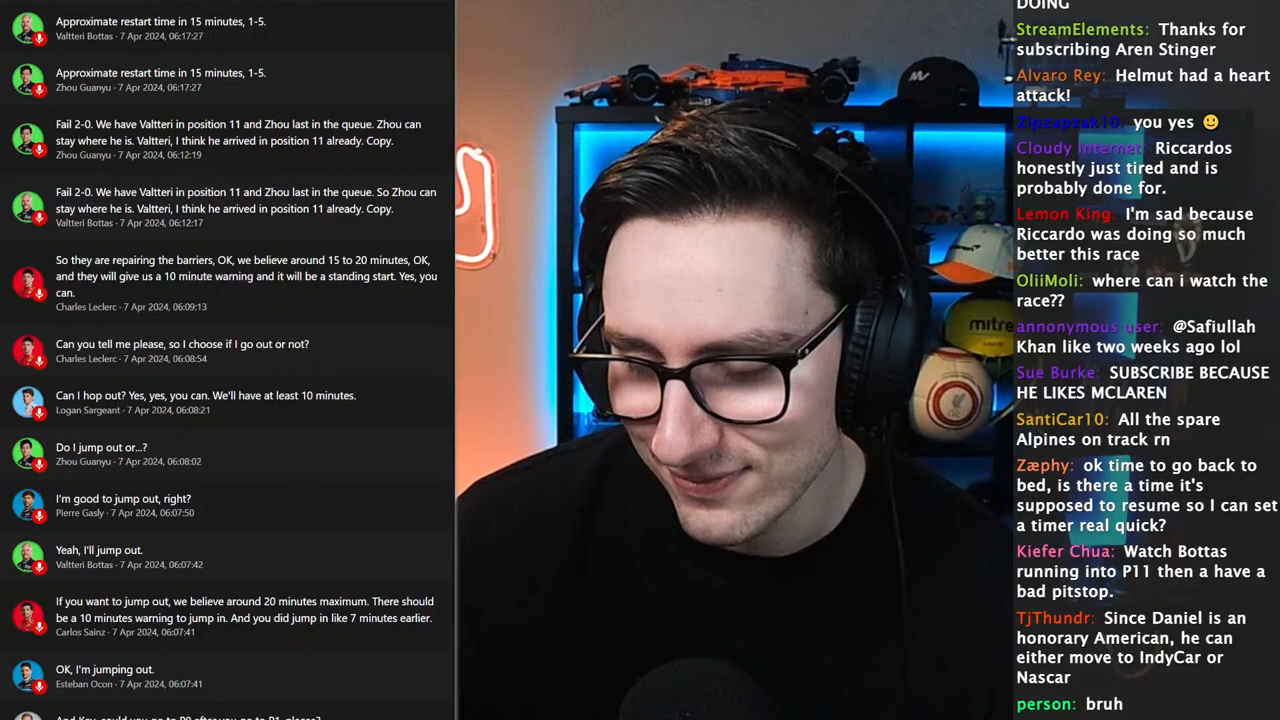 Approximate restart time in 15 minutes, 1-5.
Valtteri Bottas · 7 Apr 2024, 06:17:27
Approximate restart time in 15 minutes, 1-5.
Zhou Guanyu · 7 Apr 2024, 06:17:27
Fail 2-0. We have Valtteri in position 11 and Zhou last in the queue. Zhou can
stay where he is. Valtteri, I think he arrived in position 11 already. Copy.
Zhou Guanyu · 7 Apr 2024, 06:12:19
Fail 2-0. We have Valtteri in position 11 and Zhou last in the queue. So Zhou can
stay where he is. Valtteri, I think he arrived in position 11 already. Copy.
Valtteri Bottas · 7 Apr 2024, 06:12:17
So they are repairing the barriers, OK, we believe around 15 to 20 minutes, OK,
and they will give us a 10 minute warning and it will be a standing start. Yes, you
can.
Charles Leclerc · 7 Apr 2024, 06:09:13
Can you tell me please, so I choose if I go out or not?
Charles Leclerc · 7 Apr 2024, 06:08:54
Can I hop out? Yes, yes, you can. We'll have at least 10 minutes.
Logan Sargeant · 7 Apr 2024, 06:08:21
Do I jump out or...?
Zhou Guanyu · 7 Apr 2024, 06:08:02
I'm good to jump out, right?
Pierre Gasly · 7 Apr 2024, 06:07:50
Yeah, I'll jump out.
Valtteri Bottas · 7 Apr 2024, 06:07:42
If you want to jump out, we believe around 20 minutes maximum. There should
be a 10 minutes warning to jump in. And you did jump in like 7 minutes earlier.
Carlos Sainz · 7 Apr 2024, 06:07:41
OK, I'm jumping out.
Esteban Ocon · 7 Apr 2024, 06:07:41
mitre
DOING
StreamElements: Thanks for
subscribing Aren Stinger
Alvaro Rey: Helmut had a heart
attack!
Zipzapzak10: you yes 🙂
Cloudy Internet: Riccardos
honestly just tired and is
probably done for.
Lemon King: I'm sad because
Riccardo was doing so much
better this race
OliiMoli: where can i watch the
race??
annonymous user: @Safiullah
Khan like two weeks ago lol
Sue Burke: SUBSCRIBE BECAUSE
HE LIKES MCLAREN
SantiCar10: All the spare
Alpines on track rn
Zæphy: ok time to go back to
bed, is there a time it's
supposed to resume so I can set
a timer real quick?
Kiefer Chua: Watch Bottas
running into P11 then a have a
bad pitstop.
TjThundr: Since Daniel is an
honorary American, he can
either move to IndyCar or
Nascar
person: bruh